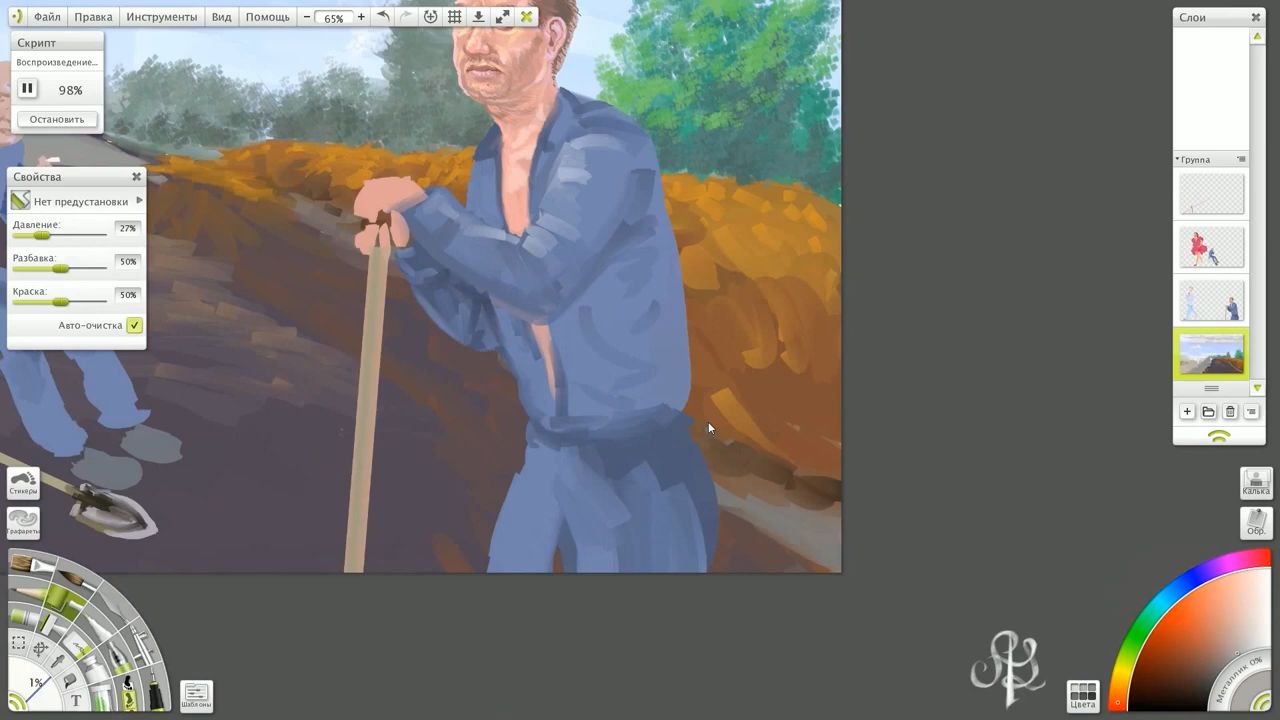 Файл Правка Инструменты Вид Помощь − 65% +
Скрипт
Воспроизведение...
98%
Остановить
Свойства
Нет предустановки
Давление: 27%
Разбавка: 50%
Краска: 50%
Авто-очистка
Стикеры
Трафареты
1%
T
Шаблоны
Слои
Группа
Калька
Обр.
Металлик 0%
Цвета